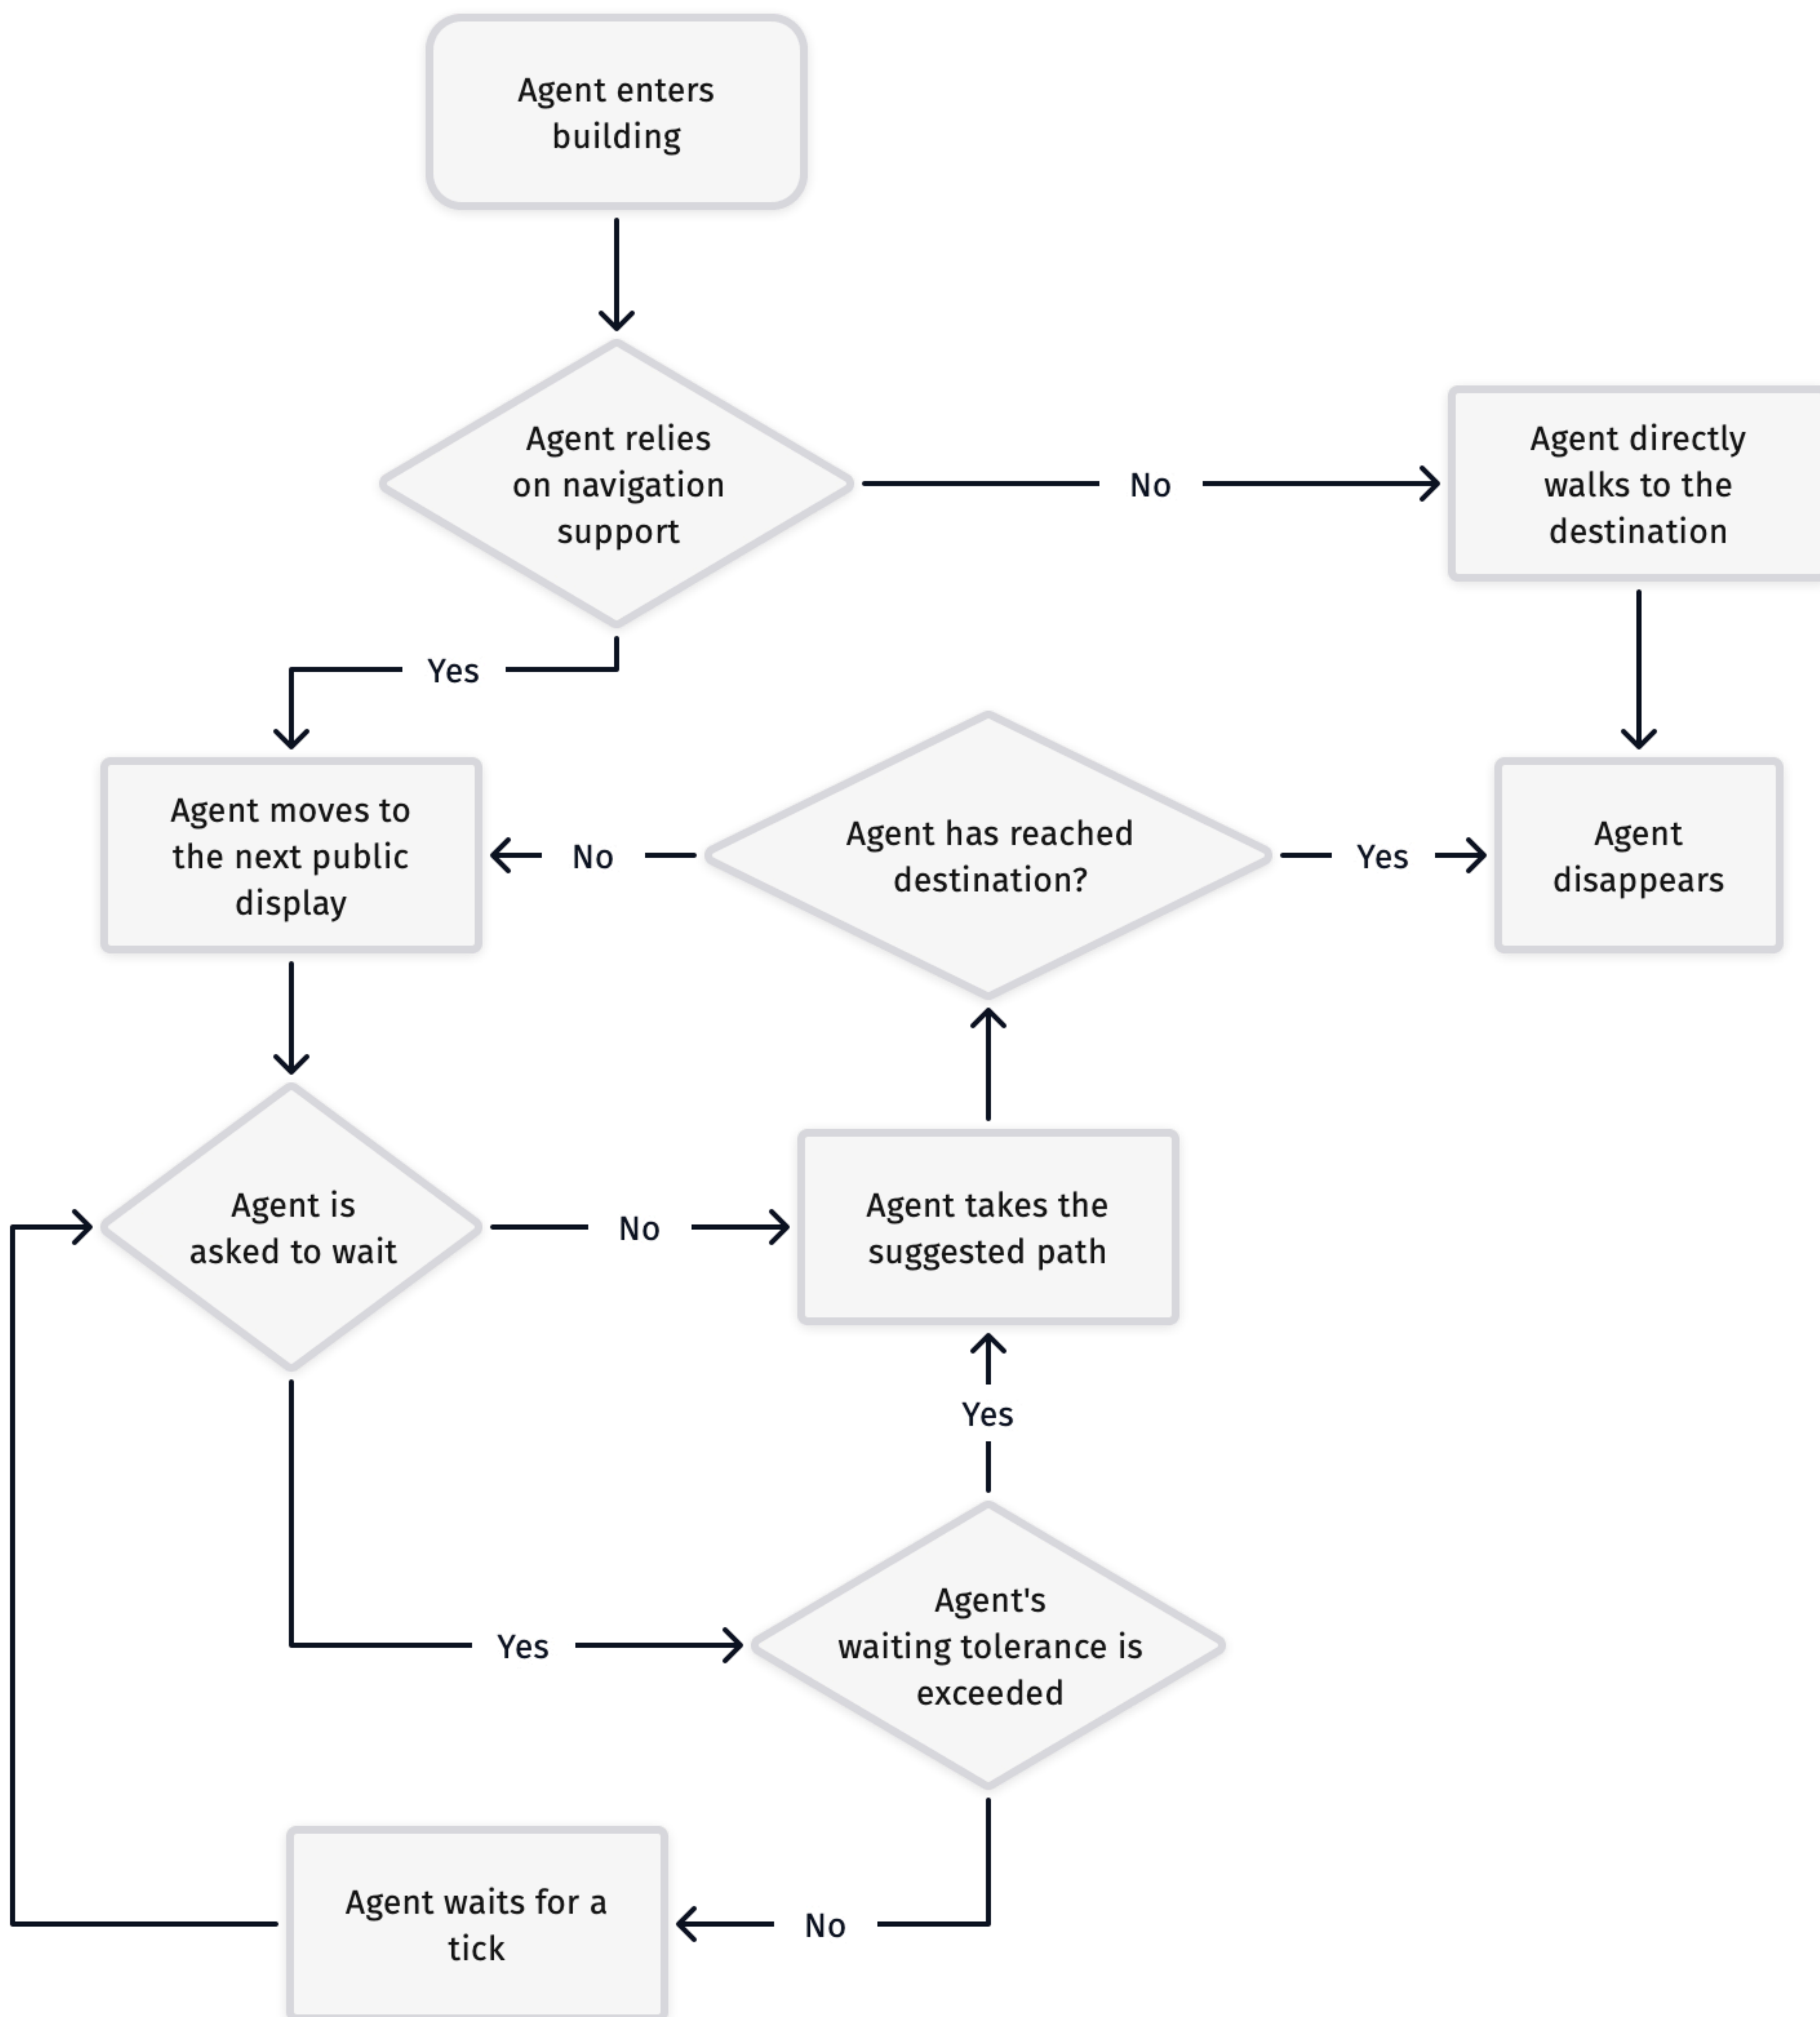 Agent enters
building
Agent relies
on navigation
support
No
Agent directly
walks to the
destination
Yes
Agent moves to
the next public
display
No
Agent has reached
destination?
Yes
Agent
disappears
Agent is
asked to wait
No
Agent takes the
suggested path
Yes
Agent's
waiting tolerance is
exceeded
Yes
Agent waits for a
tick
No